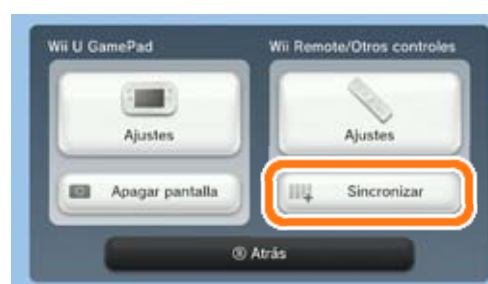 Wii U GamePad
Wii Remote/Otros controles
Ajustes
Ajustes
Apagar pantalla
Sincronizar
Ⓑ Atrás